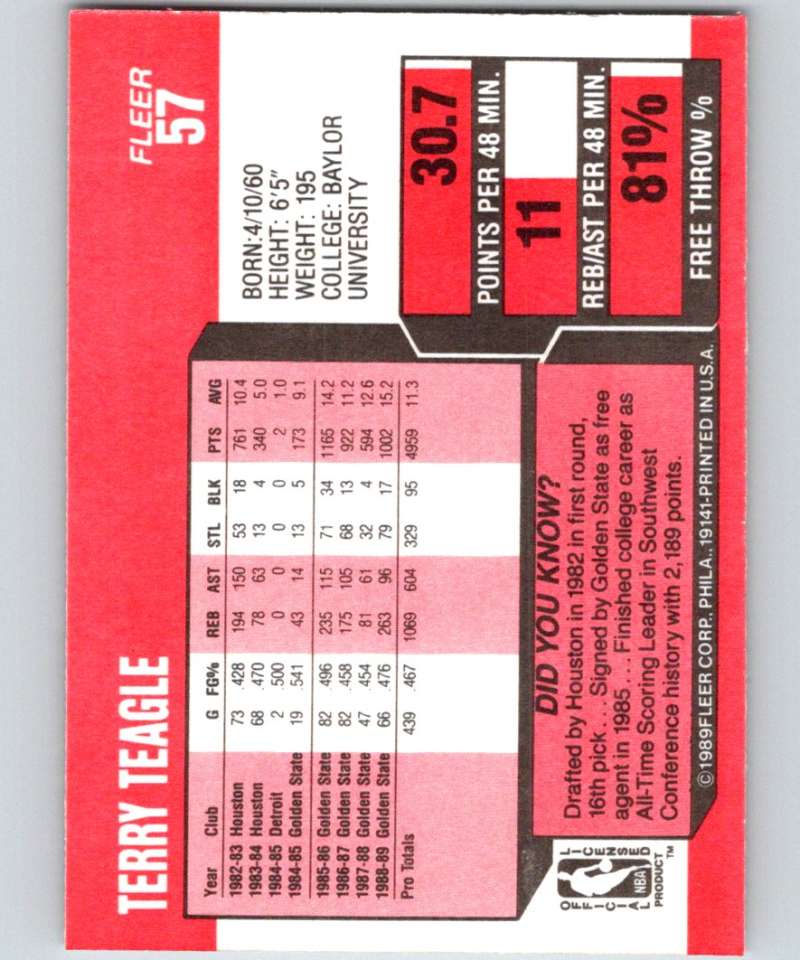 TERRY TEAGLE
FLEER
57
Year Club G FG% REB AST STL BLK PTS AVG
1982-83 Houston 73 .428 194 150 53 18 761 10.4
1983-84 Houston 68 .470 78 63 13 4 340 5.0
1984-85 Detroit 2 .500 0 0 0 0 2 1.0
1984-85 Golden State 19 .541 43 14 13 5 173 9.1
1985-86 Golden State 82 .496 235 115 71 34 1165 14.2
1986-87 Golden State 82 .458 175 105 68 13 922 11.2
1987-88 Golden State 47 .454 81 61 32 4 594 12.6
1988-89 Golden State 66 .476 263 96 79 17 1002 15.2
Pro Totals 439 .467 1069 604 329 95 4959 11.3
BORN:4/10/60
HEIGHT: 6'5"
WEIGHT: 195
COLLEGE: BAYLOR
UNIVERSITY
30.7
POINTS PER 48 MIN.
11
REB/AST PER 48 MIN.
81%
FREE THROW %
DID YOU KNOW?
Drafted by Houston in 1982 in first round,
16th pick... Signed by Golden State as free
agent in 1985... Finished college career as
All-Time Scoring Leader in Southwest
Conference history with 2,189 points.
OFFICIAL
LICENSED
NBA
PRODUCT™
©1989FLEER CORP., PHILA., 19141-PRINTED IN U.S.A.